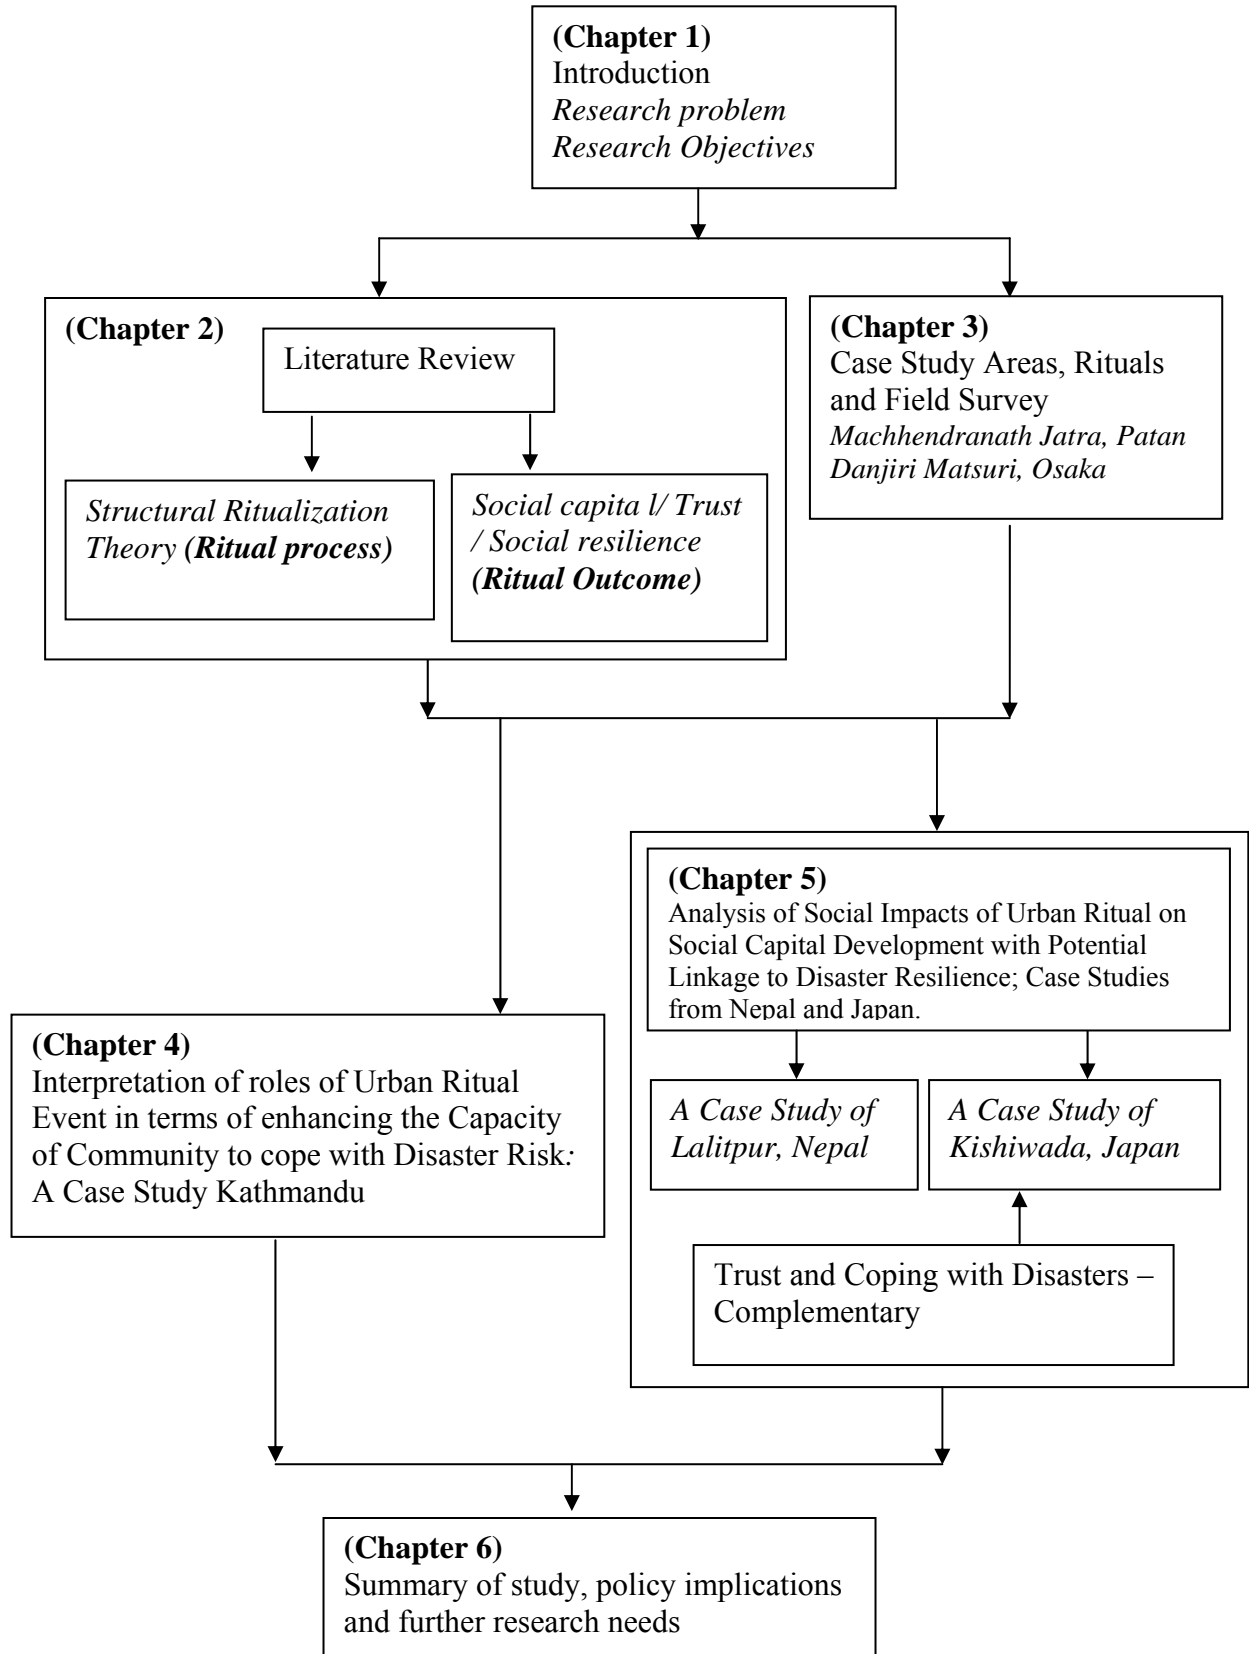 (Chapter 1)
Introduction
Research problem
Research Objectives
(Chapter 2)
Literature Review
Structural Ritualization
Theory (Ritual process)
Social capita l/ Trust
/ Social resilience
(Ritual Outcome)
(Chapter 3)
Case Study Areas, Rituals
and Field Survey
Machhendranath Jatra, Patan
Danjiri Matsuri, Osaka
(Chapter 4)
Interpretation of roles of Urban Ritual
Event in terms of enhancing the Capacity
of Community to cope with Disaster Risk:
A Case Study Kathmandu
(Chapter 5)
Analysis of Social Impacts of Urban Ritual on
Social Capital Development with Potential
Linkage to Disaster Resilience; Case Studies
from Nepal and Japan.
A Case Study of
Lalitpur, Nepal
A Case Study of
Kishiwada, Japan
Trust and Coping with Disasters –
Complementary
(Chapter 6)
Summary of study, policy implications
and further research needs